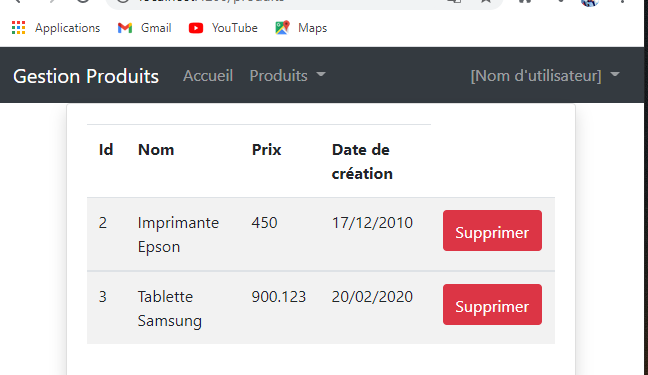 Applications Gmail YouTube Maps
Gestion Produits Accueil Produits [Nom d'utilisateur]
Id Nom Prix Date de
création
2 Imprimante 450 17/12/2010 Supprimer
Epson
3 Tablette 900.123 20/02/2020 Supprimer
Samsung